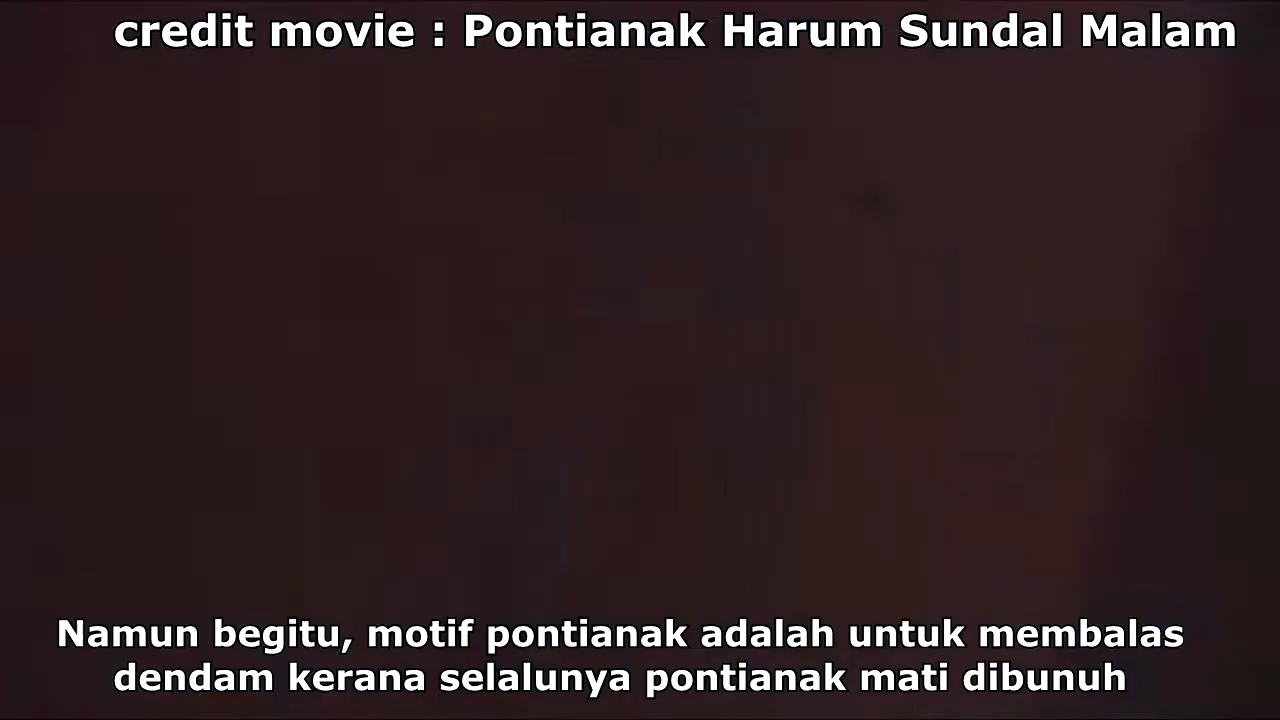 credit movie : Pontianak Harum Sundal Malam
Namun begitu, motif pontianak adalah untuk membalas
dendam kerana selalunya pontianak mati dibunuh